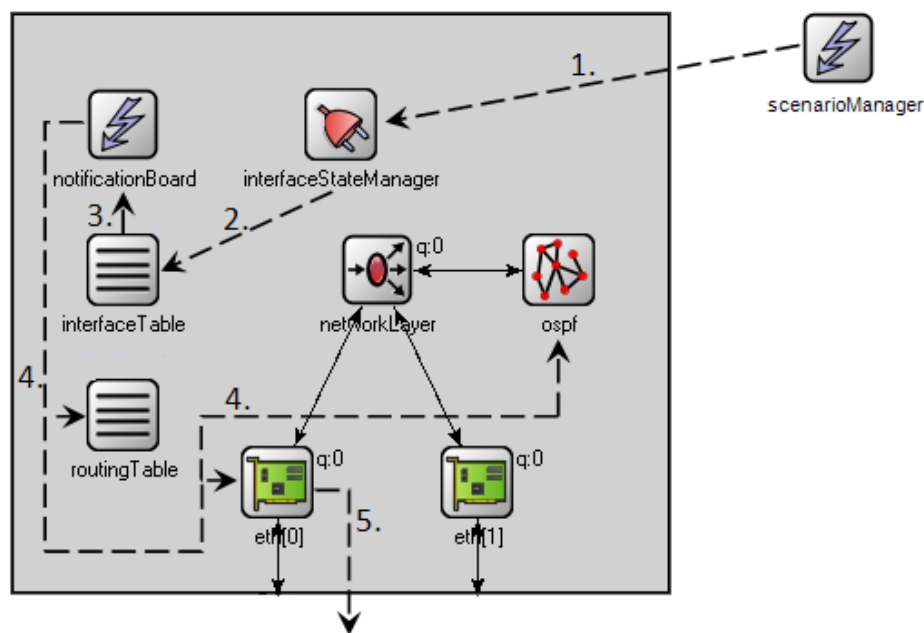 1.
scenarioManager
notificationBoard
interfaceStateManager
3.
2.
q:0
interfaceTable
networkLayer
ospf
4.
4.
routingTable
q:0
q:0
5.
eth[0]
eth[1]